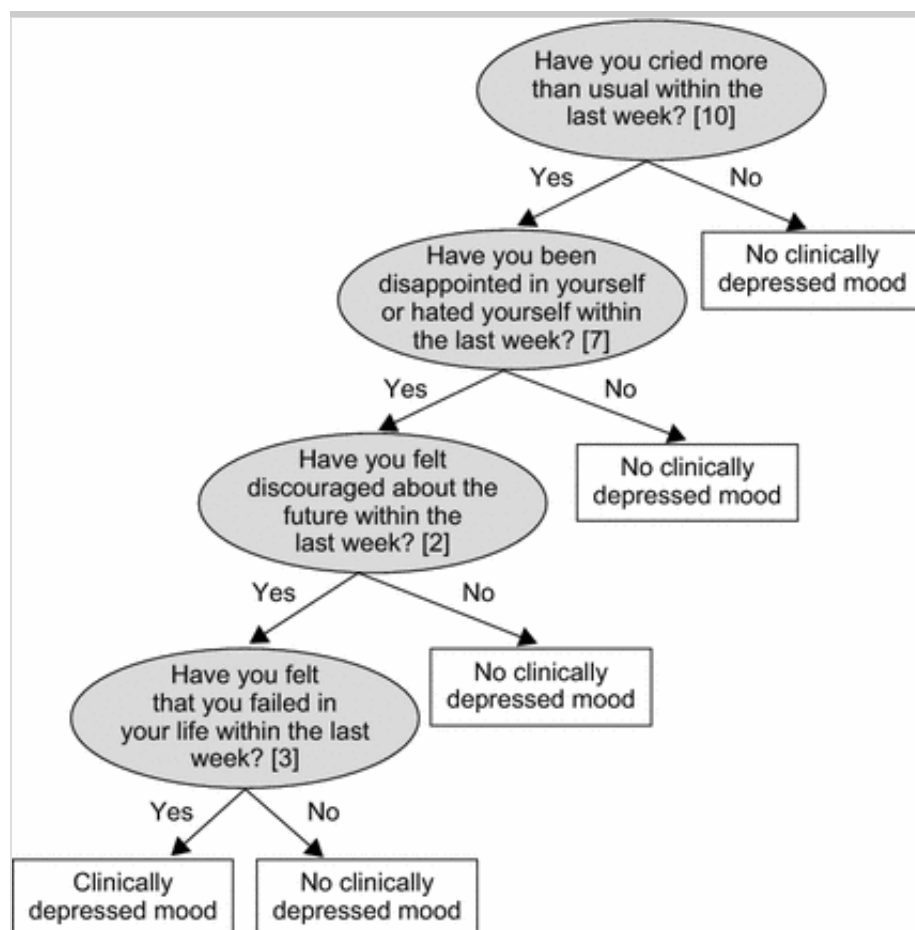 Have you cried more
than usual within the
last week? [10]
Yes
No
Have you been
disappointed in yourself
or hated yourself within
the last week? [7]
No clinically
depressed mood
Yes
No
Have you felt
discouraged about the
future within the
last week? [2]
No clinically
depressed mood
Yes
No
Have you felt
that you failed in
your life within the last
week? [3]
No clinically
depressed mood
Yes
No
Clinically
depressed mood
No clinically
depressed mood